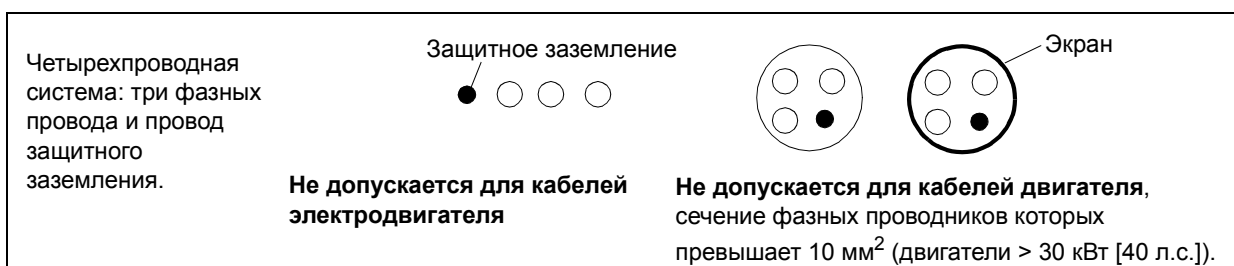 Четырехпроводная
система: три фазных
провода и провод
защитного
заземления.
Защитное заземление
Не допускается для кабелей
электродвигателя
Экран
Не допускается для кабелей двигателя,
сечение фазных проводников которых
превышает 10 мм² (двигатели > 30 кВт [40 л.с.]).